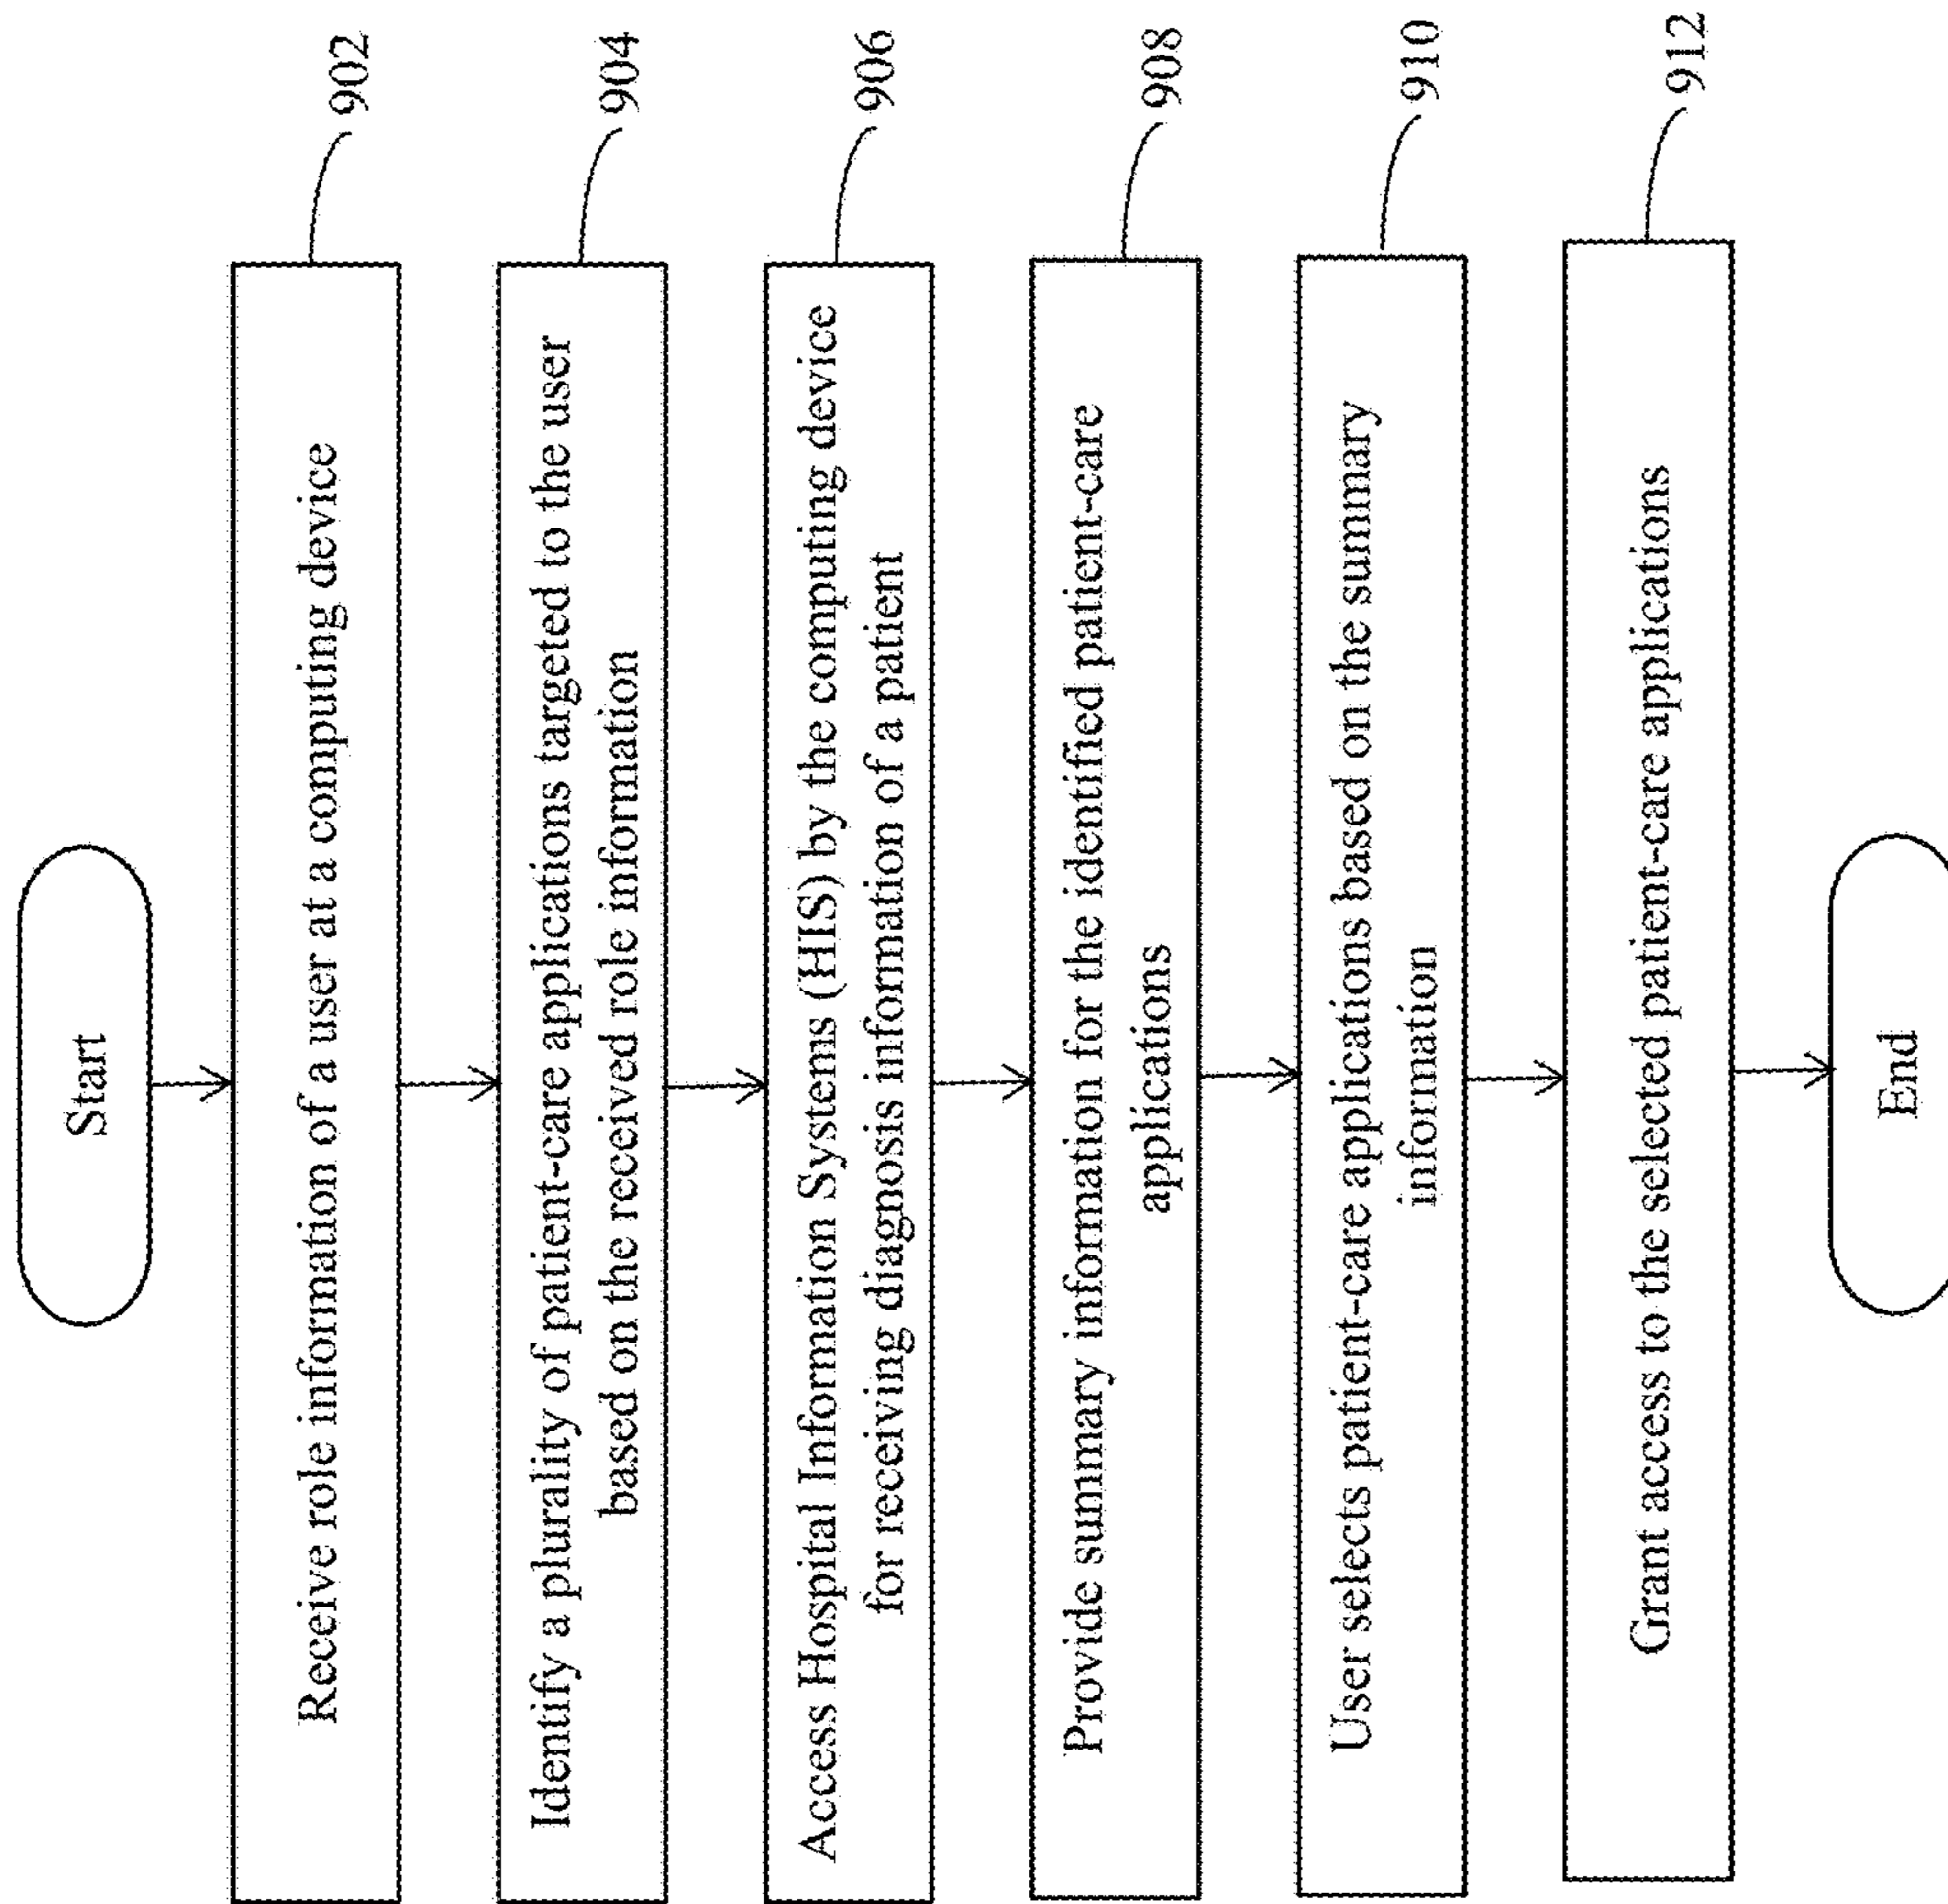 Start
Receive role information of a user at a computing device
902
Identify a plurality of patient-care applications targeted to the user
based on the received role information
904
Access Hospital Information Systems (HIS) by the computing device
for receiving diagnosis information of a patient
906
Provide summary information for the identified patient-care
applications
908
User selects patient-care applications based on the summary
information
910
Grant access to the selected patient-care applications
912
End